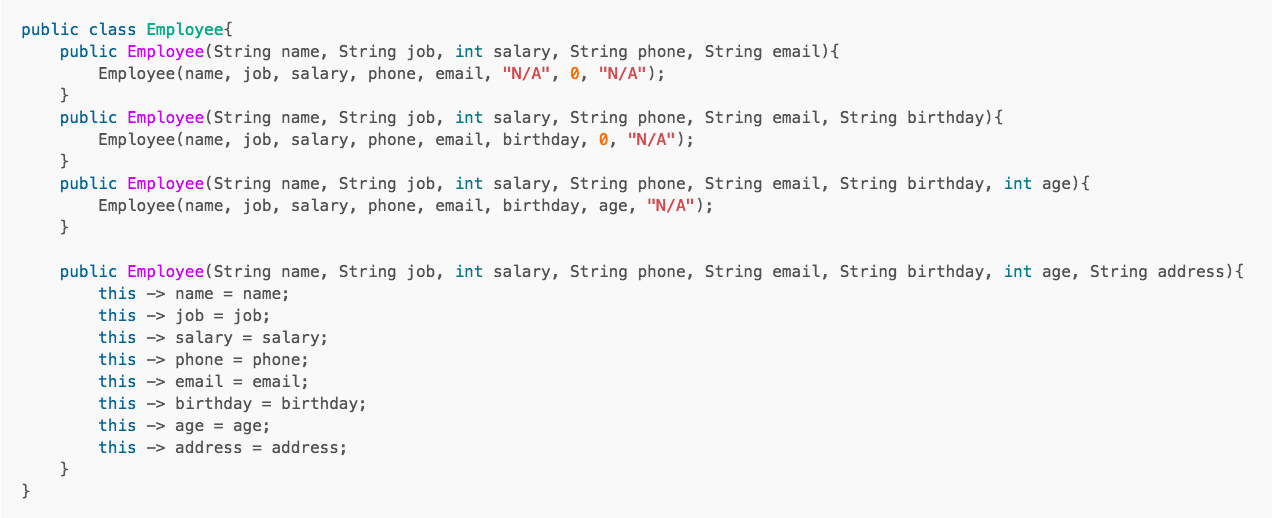 public class Employee{
    public Employee(String name, String job, int salary, String phone, String email){
        Employee(name, job, salary, phone, email, "N/A", 0, "N/A");
    }
    public Employee(String name, String job, int salary, String phone, String email, String birthday){
        Employee(name, job, salary, phone, email, birthday, 0, "N/A");
    }
    public Employee(String name, String job, int salary, String phone, String email, String birthday, int age){
        Employee(name, job, salary, phone, email, birthday, age, "N/A");
    }

    public Employee(String name, String job, int salary, String phone, String email, String birthday, int age, String address){
        this -> name = name;
        this -> job = job;
        this -> salary = salary;
        this -> phone = phone;
        this -> email = email;
        this -> birthday = birthday;
        this -> age = age;
        this -> address = address;
    }
}